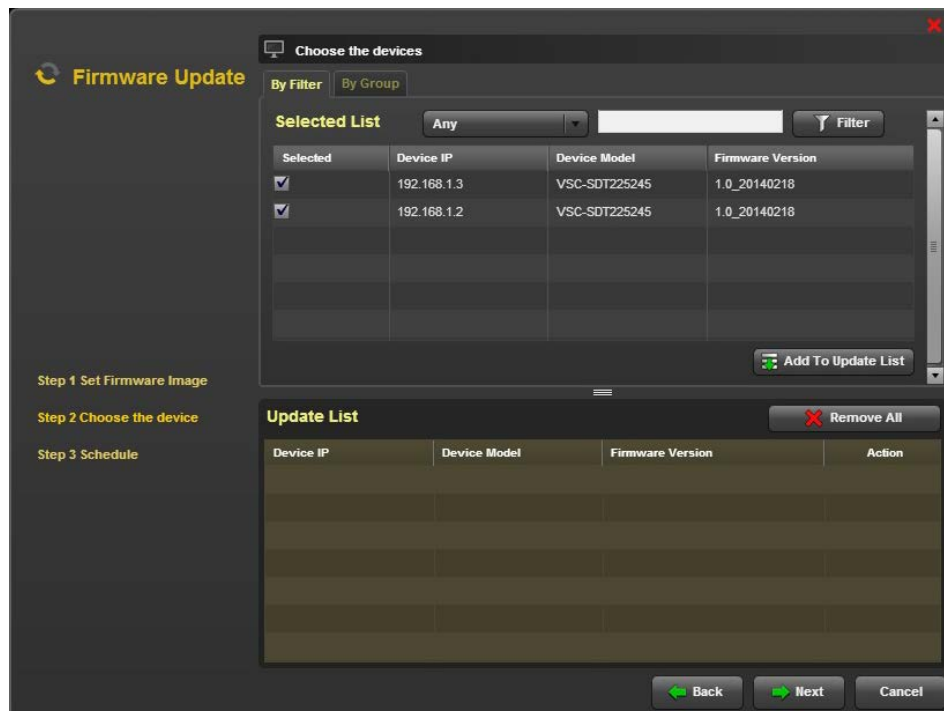 Firmware Update
Choose the devices
By Filter By Group
Selected List Any Filter
Selected Device IP Device Model Firmware Version
192.168.1.3 VSC-SDT225245 1.0_20140218
192.168.1.2 VSC-SDT225245 1.0_20140218
Add To Update List
Step 1 Set Firmware Image
Step 2 Choose the device
Step 3 Schedule
Update List Remove All
Device IP Device Model Firmware Version Action
Back Next Cancel